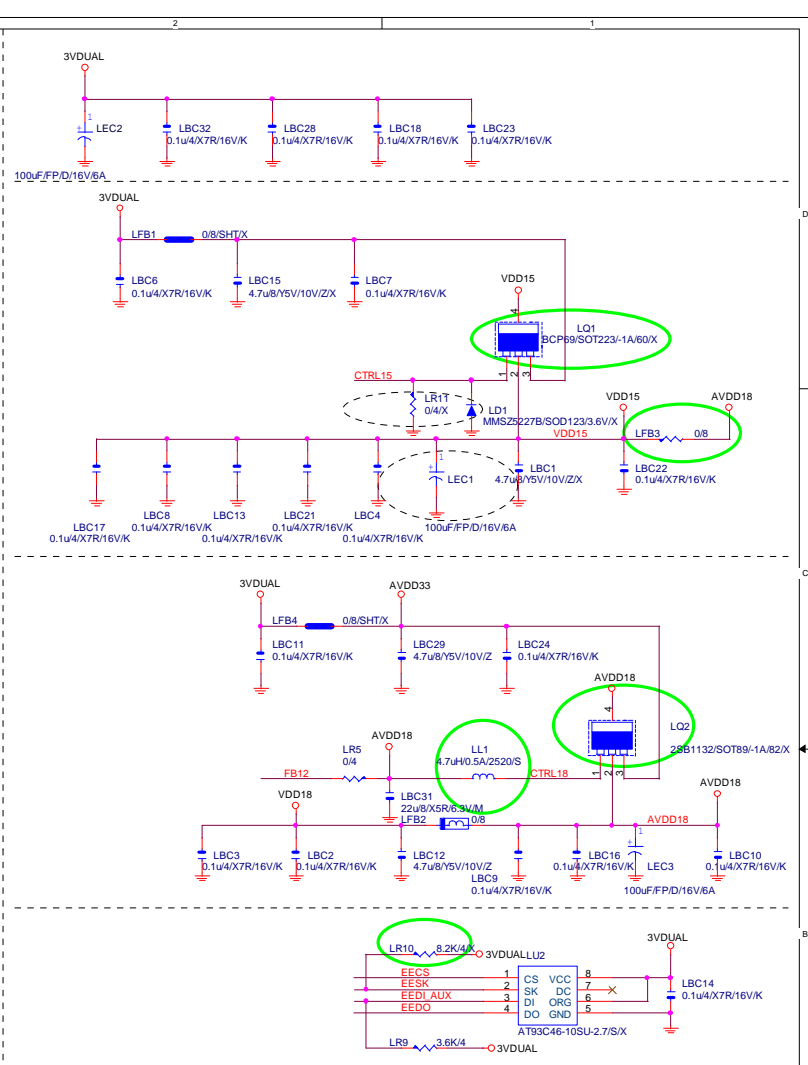 2
1
3VDUAL
1
LEC2
LBC32
0.1u/4/X7R/16V/K
LBC28
0.1u/4/X7R/16V/K
LBC18
0.1u/4/X7R/16V/K
LBC23
0.1u/4/X7R/16V/K
100uF/FP/D/16V/6A
3VDUAL
D
LFB1
0/8/SHT/X
LBC6
0.1u/4/X7R/16V/K
LBC15
4.7u/8/Y5V/10V/Z/X
LBC7
0.1u/4/X7R/16V/K
VDD15
4
LQ1
BCP69/SOT223/-1A/60/X
1
2
3
CTRL15
LR11
0/4/X
LD1
MMSZ5227B/SOD123/3.6V/X
VDD15
AVDD18
VDD15
LFB3
0/8
1
LEC1
LBC1
4.7u/8/Y5V/10V/Z/X
LBC22
0.1u/4/X7R/16V/K
LBC17
0.1u/4/X7R/16V/K
LBC8
0.1u/4/X7R/16V/K
LBC13
0.1u/4/X7R/16V/K
LBC21
0.1u/4/X7R/16V/K
LBC4
0.1u/4/X7R/16V/K
100uF/FP/D/16V/6A
C
3VDUAL
AVDD33
LFB4
0/8/SHT/X
LBC11
0.1u/4/X7R/16V/K
LBC29
4.7u/8/Y5V/10V/Z
LBC24
0.1u/4/X7R/16V/K
AVDD18
4
LQ2
2SB1132/SOT89/-1A/82/X
1
2
3
AVDD18
LR5
0/4
LL1
4.7uH/0.5A/2520/S
FB12
CTRL18
LBC31
22u/8/X5R/6.3V/M
VDD18
LFB2
0/8
AVDD18
AVDD18
LBC3
0.1u/4/X7R/16V/K
LBC2
0.1u/4/X7R/16V/K
LBC12
4.7u/8/Y5V/10V/Z
LBC9
0.1u/4/X7R/16V/K
LBC16
0.1u/4/X7R/16V/K
1
LEC3
100uF/FP/D/16V/6A
LBC10
0.1u/4/X7R/16V/K
B
LR10
8.2K/4/X
3VDUAL
LU2
3VDUAL
EECS
1
CS
VCC
8
EESK
2
SK
DC
7
EEDI_AUX
3
DI
ORG
6
EEDO
4
DO
GND
5
LBC14
0.1u/4/X7R/16V/K
AT93C46-10SU-2.7/S/X
LR9
3.6K/4
3VDUAL